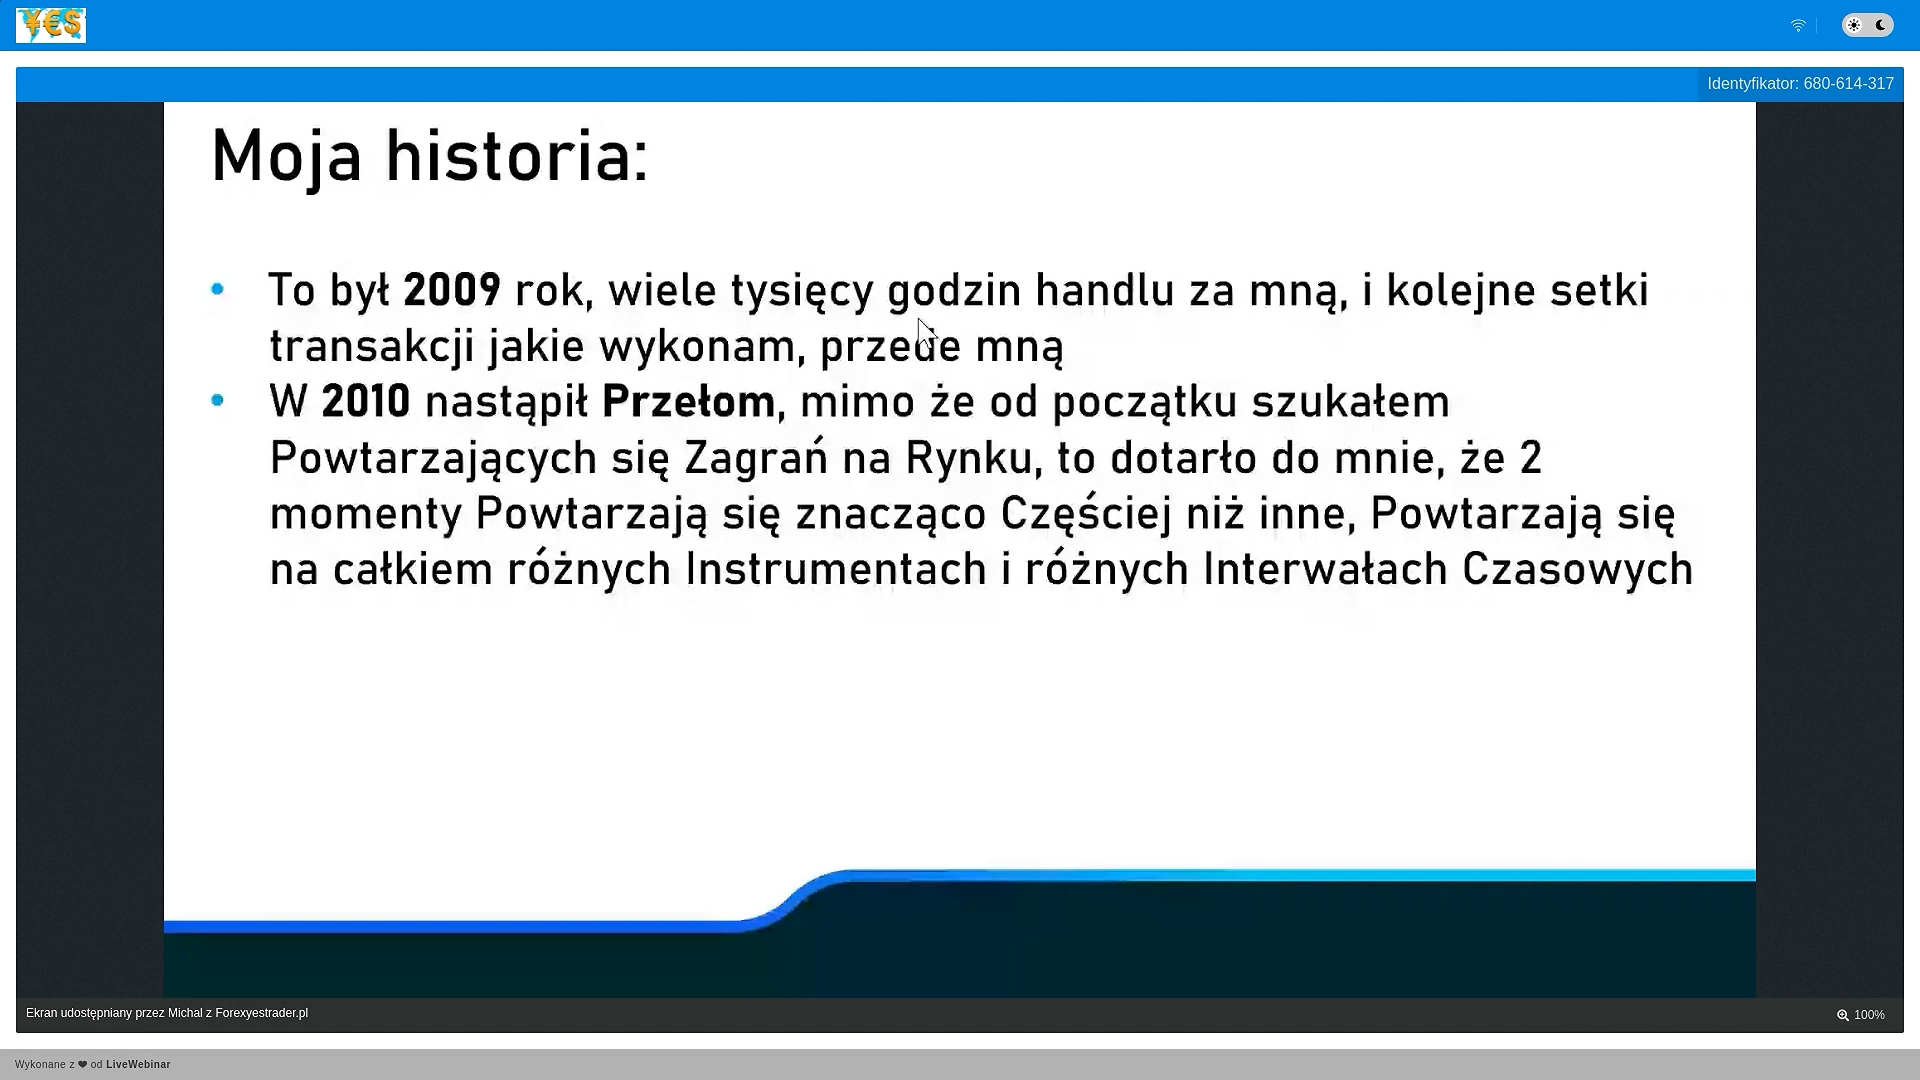 ¥€$
Identyfikator: 680-614-317
Moja historia:
• To był 2009 rok, wiele tysięcy godzin handlu za mną, i kolejne setki
transakcji jakie wykonam, przede mną
• W 2010 nastąpił Przełom, mimo że od początku szukałem
Powtarzających się Zagrań na Rynku, to dotarło do mnie, że 2
momenty Powtarzają się znacząco Częściej niż inne, Powtarzają się
na całkiem różnych Instrumentach i różnych Interwałach Czasowych
Ekran udostępniany przez Michal z Forexyestrader.pl
100%
Wykonane z ❤ od LiveWebinar